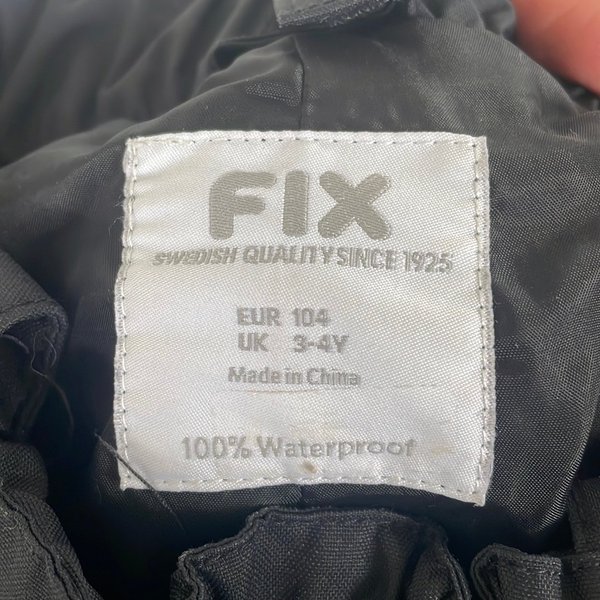 FIX
SWEDISH QUALITY SINCE 1925
EUR 104
UK 3-4Y
Made in China
100% Waterproof